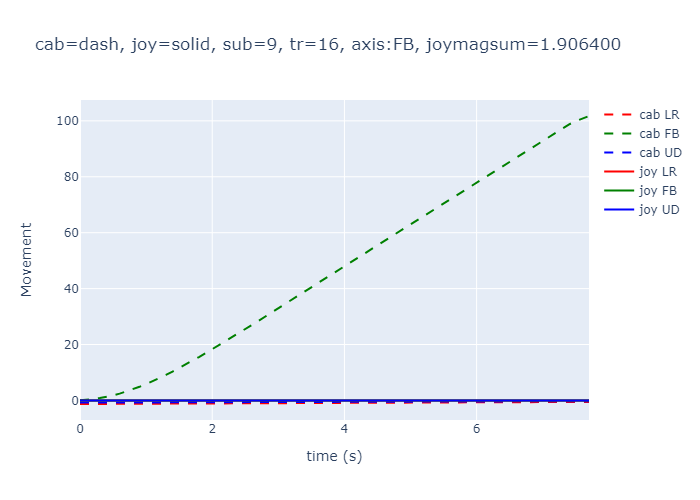 cab=dash, joy=solid, sub=9, tr=16, axis:FB, joymagsum=1.906400
cab LR
cab FB
cab UD
joy LR
joy FB
joy UD
Movement
100
80
60
40
20
0
0 2 4 6
time (s)